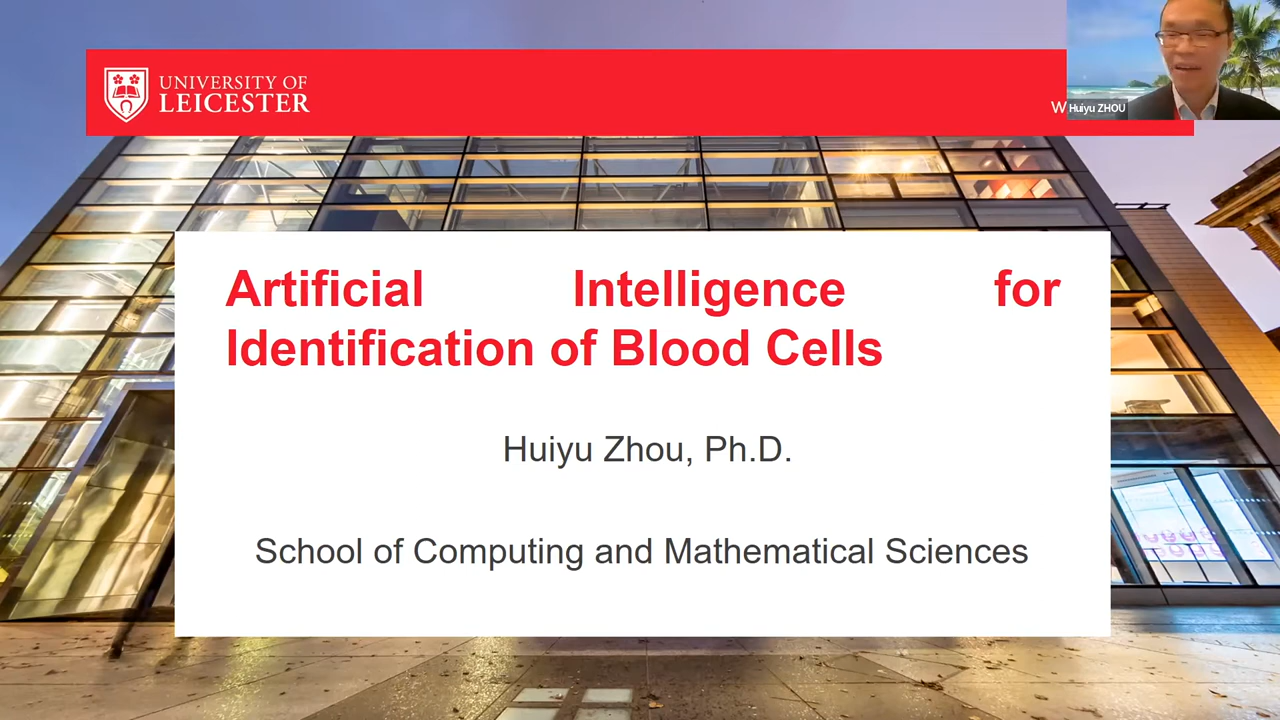 UNIVERSITY OF
LEICESTER
W
Huiyu ZHOU
Artificial Intelligence for
Identification of Blood Cells
Huiyu Zhou, Ph.D.
School of Computing and Mathematical Sciences